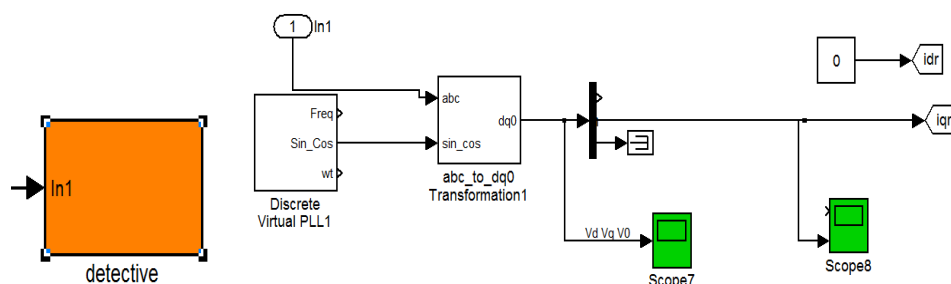 In1
detective
1
In1
Freq
Sin_Cos
wt
Discrete
Virtual PLL1
abc
sin_cos
dq0
abc_to_dq0
Transformation1
Vd Vq V0
Scope7
0
idr
iqr
Scope8